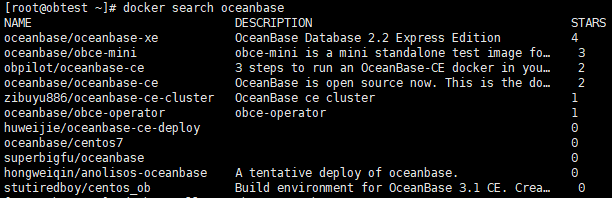 [root@obtest ~]# docker search oceanbase
NAME DESCRIPTION STARS
oceanbase/oceanbase-xe OceanBase Database 2.2 Express Edition 4
oceanbase/obce-mini obce-mini is a mini standalone test image fo… 3
obpilot/oceanbase-ce 3 steps to run an OceanBase-CE docker in you… 2
oceanbase/oceanbase-ce OceanBase is open source now. This is the do… 2
zibuyu886/oceanbase-ce-cluster OceanBase ce cluster 1
oceanbase/obce-operator obce-operator 1
huweijie/oceanbase-ce-deploy 0
oceanbase/centos7 0
superbigfu/oceanbase 0
hongweiqin/anolisos-oceanbase A tentative deploy of oceanbase. 0
stutiredboy/centos_ob Build environment for OceanBase 3.1 CE. Crea… 0